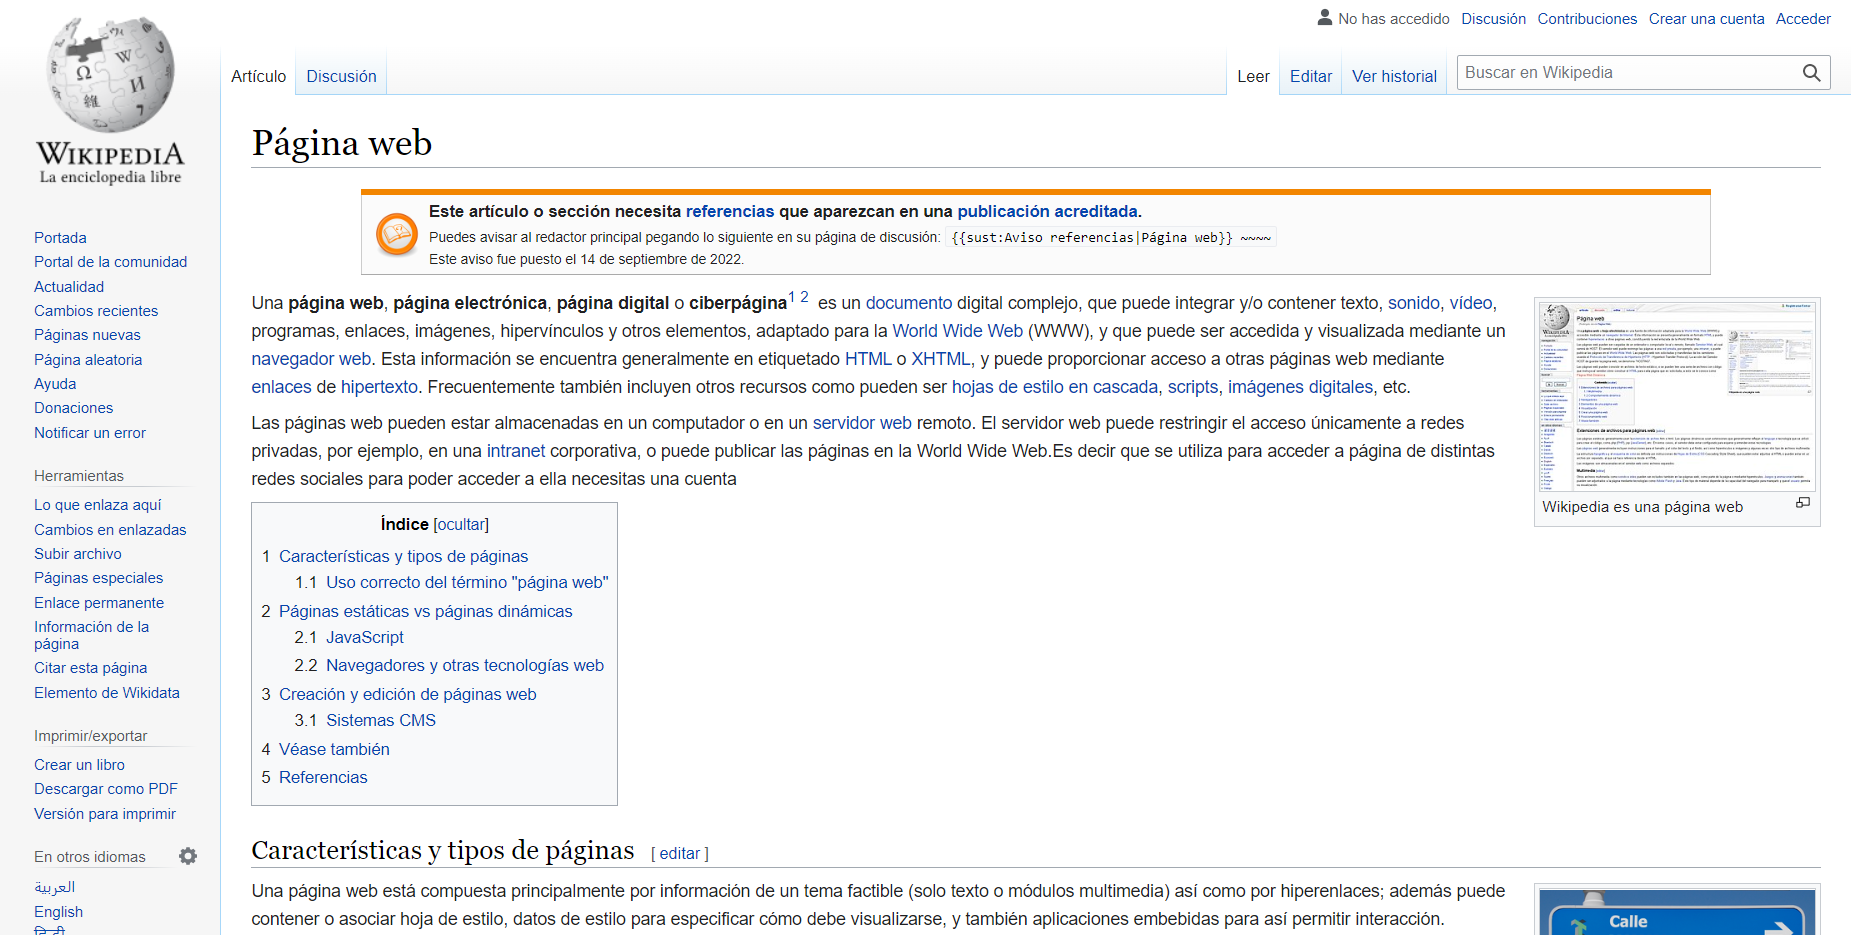 No has accedido Discusión Contribuciones Crear una cuenta Acceder
Artículo Discusión Leer Editar Ver historial Buscar en Wikipedia
WIKIPEDIA
La enciclopedia libre
Portada
Portal de la comunidad
Actualidad
Cambios recientes
Páginas nuevas
Página aleatoria
Ayuda
Donaciones
Notificar un error
Herramientas
Lo que enlaza aquí
Cambios en enlazadas
Subir archivo
Páginas especiales
Enlace permanente
Información de la
página
Citar esta página
Elemento de Wikidata
Imprimir/exportar
Crear un libro
Descargar como PDF
Versión para imprimir
En otros idiomas
العربية
English
हिन्दी
Página web
Este artículo o sección necesita referencias que aparezcan en una publicación acreditada.
Puedes avisar al redactor principal pegando lo siguiente en su página de discusión: {{sust:Aviso referencias|Página web}} ~~~~
Este aviso fue puesto el 14 de septiembre de 2022.
Una página web, página electrónica, página digital o ciberpágina1 2 es un documento digital complejo, que puede integrar y/o contener texto, sonido, vídeo,
programas, enlaces, imágenes, hipervínculos y otros elementos, adaptado para la World Wide Web (WWW), y que puede ser accedida y visualizada mediante un
navegador web. Esta información se encuentra generalmente en etiquetado HTML o XHTML, y puede proporcionar acceso a otras páginas web mediante
enlaces de hipertexto. Frecuentemente también incluyen otros recursos como pueden ser hojas de estilo en cascada, scripts, imágenes digitales, etc.
Las páginas web pueden estar almacenadas en un computador o en un servidor web remoto. El servidor web puede restringir el acceso únicamente a redes
privadas, por ejemplo, en una intranet corporativa, o puede publicar las páginas en la World Wide Web.Es decir que se utiliza para acceder a página de distintas
redes sociales para poder acceder a ella necesitas una cuenta
Página web
Extensiones de archivos para páginas web
Multimedia
Wikipedia es una página web
Índice [ocultar]
1 Características y tipos de páginas
1.1 Uso correcto del término "página web"
2 Páginas estáticas vs páginas dinámicas
2.1 JavaScript
2.2 Navegadores y otras tecnologías web
3 Creación y edición de páginas web
3.1 Sistemas CMS
4 Véase también
5 Referencias
Características y tipos de páginas [ editar ]
Una página web está compuesta principalmente por información de un tema factible (solo texto o módulos multimedia) así como por hiperenlaces; además puede
contener o asociar hoja de estilo, datos de estilo para especificar cómo debe visualizarse, y también aplicaciones embebidas para así permitir interacción.
Calle